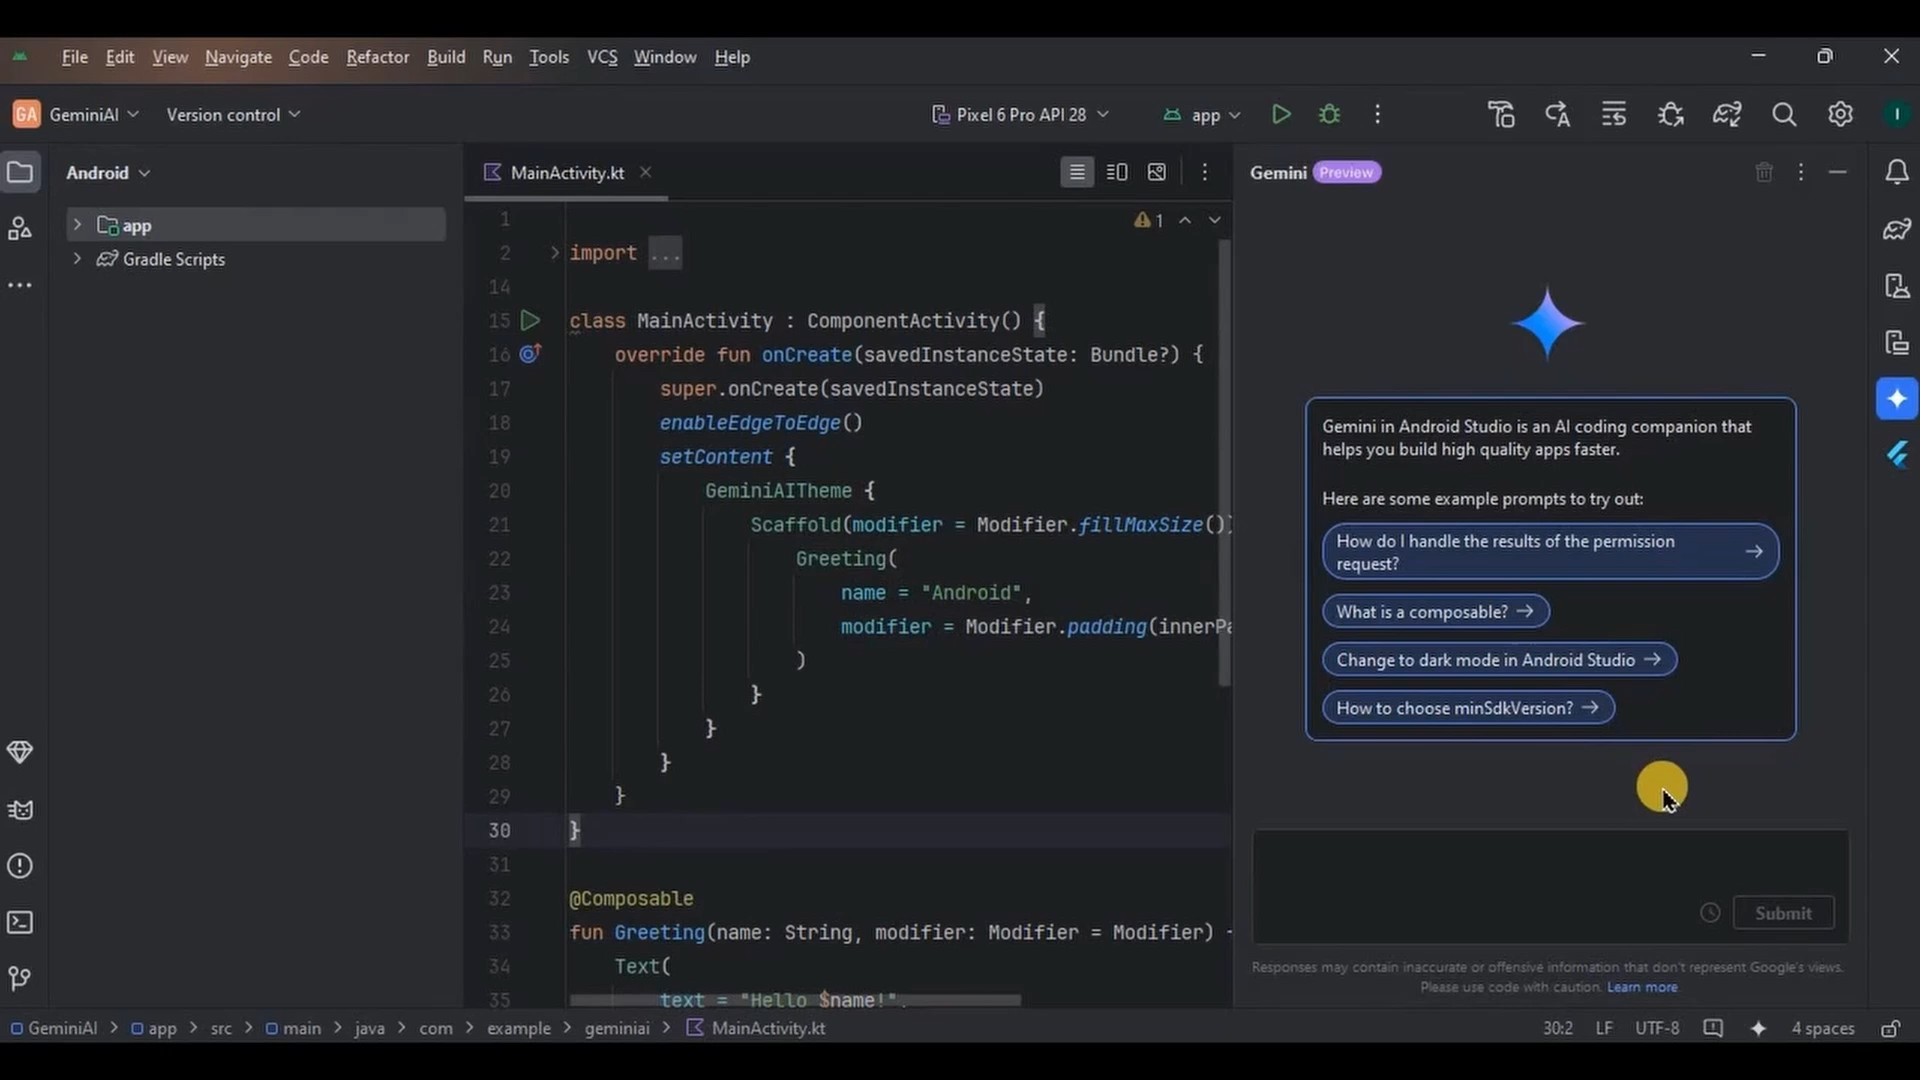 File Edit View Navigate Code Refactor Build Run Tools VCS Window Help
GA GeminiAI Version control Pixel 6 Pro API 28 app I
Android
app
Gradle Scripts
MainActivity.kt
1
1
2 import ...
14
15 class MainActivity : ComponentActivity() {
16 override fun onCreate(savedInstanceState: Bundle?) {
17 super.onCreate(savedInstanceState)
18 enableEdgeToEdge()
19 setContent {
20 GeminiAITheme {
21 Scaffold(modifier = Modifier.fillMaxSize())
22 Greeting(
23 name = "Android",
24 modifier = Modifier.padding(innerPa
25 )
26 }
27 }
28 }
29 }
30 }
31
32 @Composable
33 fun Greeting(name: String, modifier: Modifier = Modifier)
34 Text(
35 text = "Hello $name!",
Gemini Preview
Gemini in Android Studio is an AI coding companion that
helps you build high quality apps faster.
Here are some example prompts to try out:
How do I handle the results of the permission
request?
What is a composable?
Change to dark mode in Android Studio
How to choose minSdkVersion?
Submit
Responses may contain inaccurate or offensive information that don't represent Google's views.
Please use code with caution. Learn more
GeminiAI > app > src > main > java > com > example > geminiai > MainActivity.kt
30:2 LF UTF-8 4 spaces